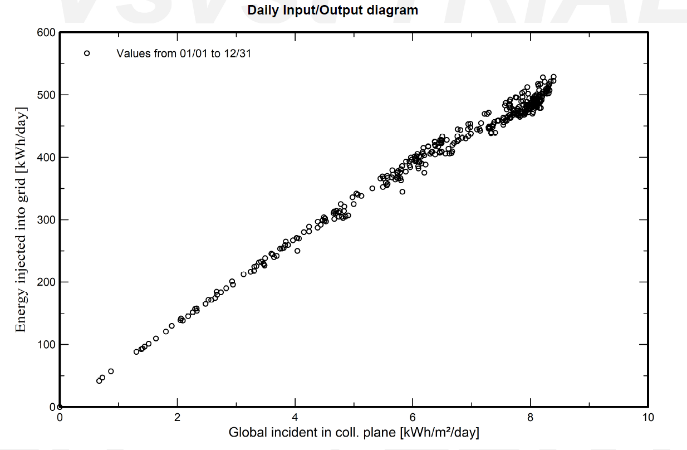 Daily Input/Output diagram
600
Values from 01/01 to 12/31
500
400
300
200
100
0
Energy injected into grid [kWh/day]
0 2 4 6 8 10
Global incident in coll. plane [kWh/m²/day]